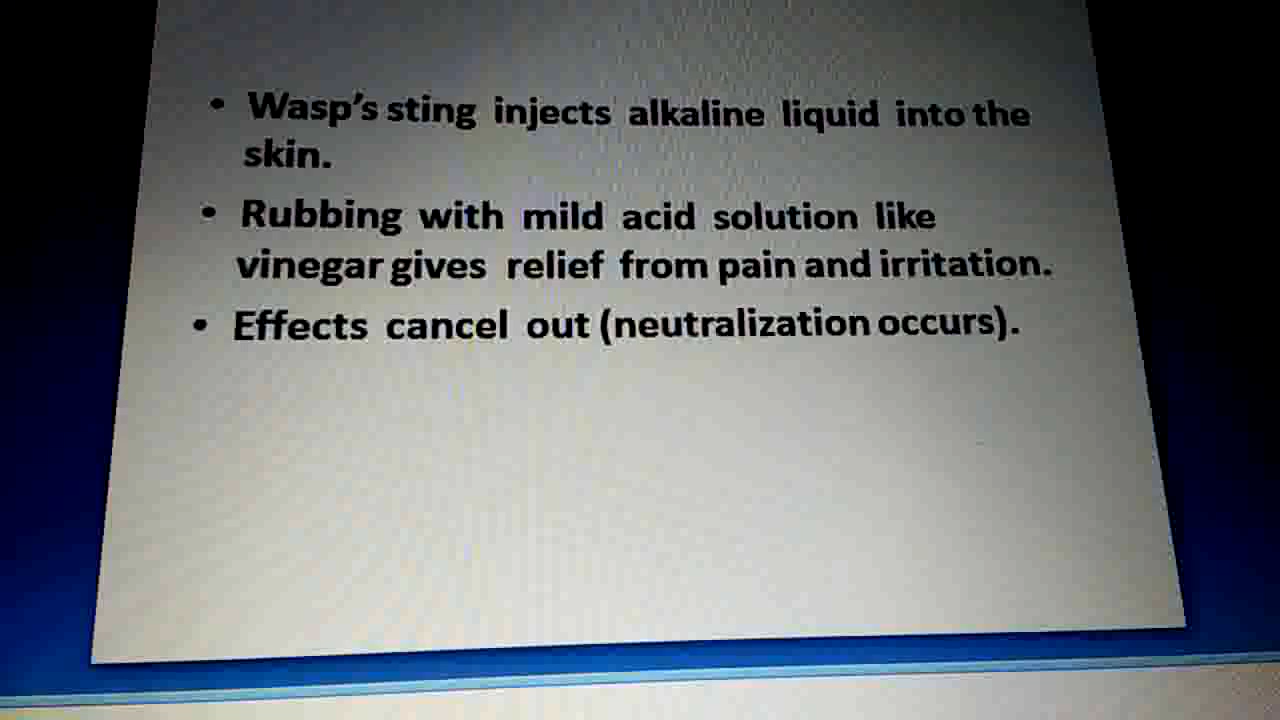 • Wasp's sting injects alkaline liquid into the
skin.
• Rubbing with mild acid solution like
vinegar gives relief from pain and irritation.
• Effects cancel out (neutralization occurs).